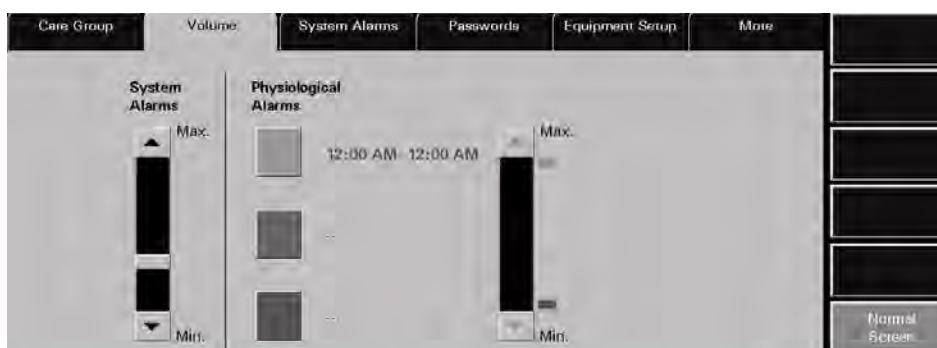 Care Group
Volume
System Alarms
Passwords
Equipment Setup
More
System
Alarms
Physiological
Alarms
Max.
Max.
12:00 AM- 12:00 AM
--
--
Min.
Min.
Normal
Screen